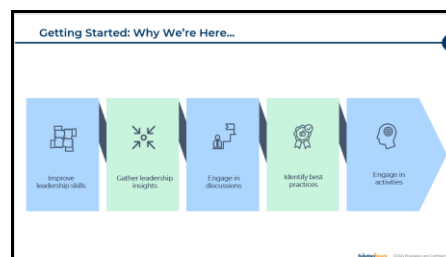 Getting Started: Why We're Here...
Improve
leadership skills
Gather leadership
insights
Engage in
discussions
Identify best
practices
Engage in
activities